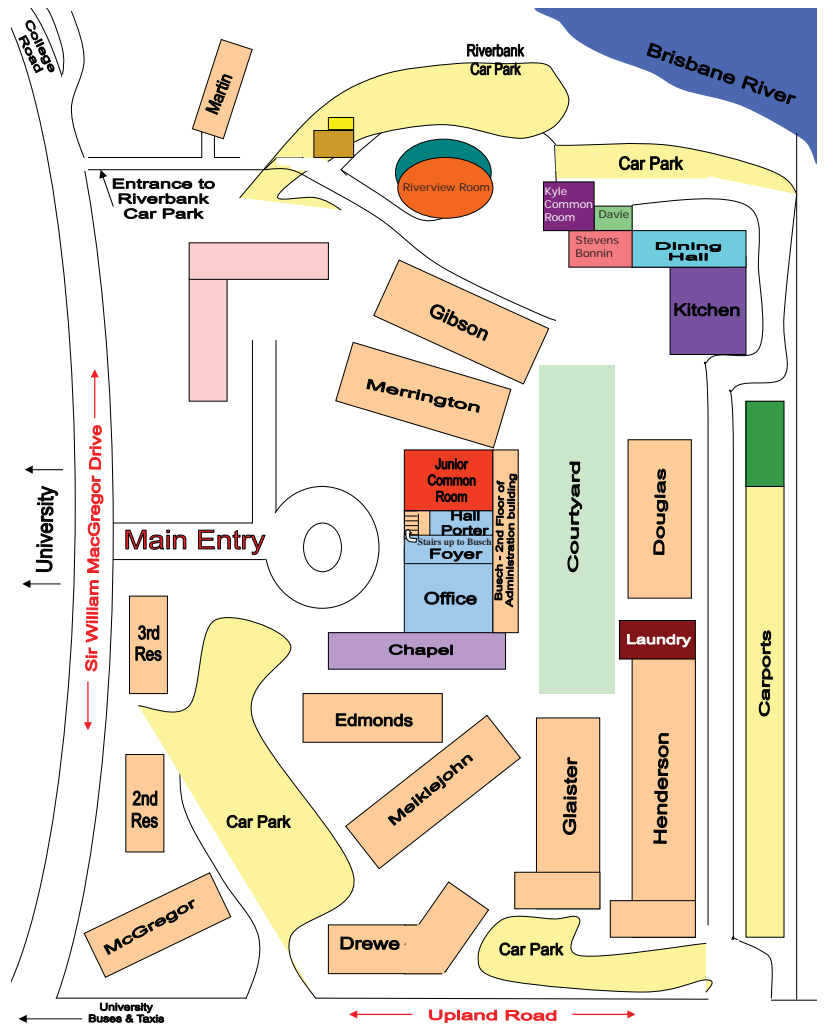 College
Road
Riverbank
Car Park
Brisbane River
Martin
Car Park
Entrance to
Riverbank
Car Park
Riverview Room
Kyle
Common
Room
Davie
Stevens
Bonnin
Dining
Hall
Kitchen
Gibson
Merrington
Sir William MacGregor Drive
University
Main Entry
Junior
Common
Room
Hall
Porter
Stairs up to Busch
Foyer
Office
Busch - 2nd Floor of
Administration building
Courtyard
Douglas
Chapel
Laundry
Carports
3rd
Res
Edmonds
2nd
Res
Car Park
Meiklejohn
Glaister
Henderson
McGregor
Drewe
Car Park
University
Buses & Taxis
Upland Road